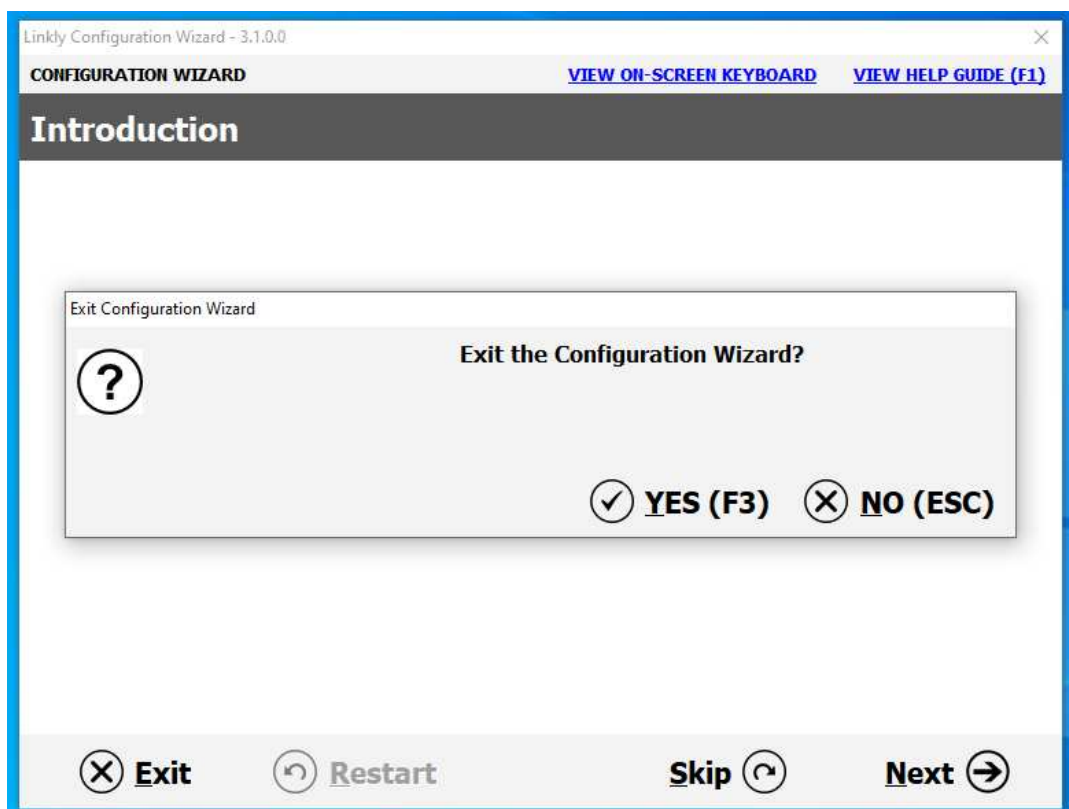 Linkly Configuration Wizard - 3.1.0.0
CONFIGURATION WIZARD VIEW ON-SCREEN KEYBOARD VIEW HELP GUIDE (F1)
Introduction
Exit Configuration Wizard
Exit the Configuration Wizard?
?
YES (F3) NO (ESC)
Exit Restart Skip Next